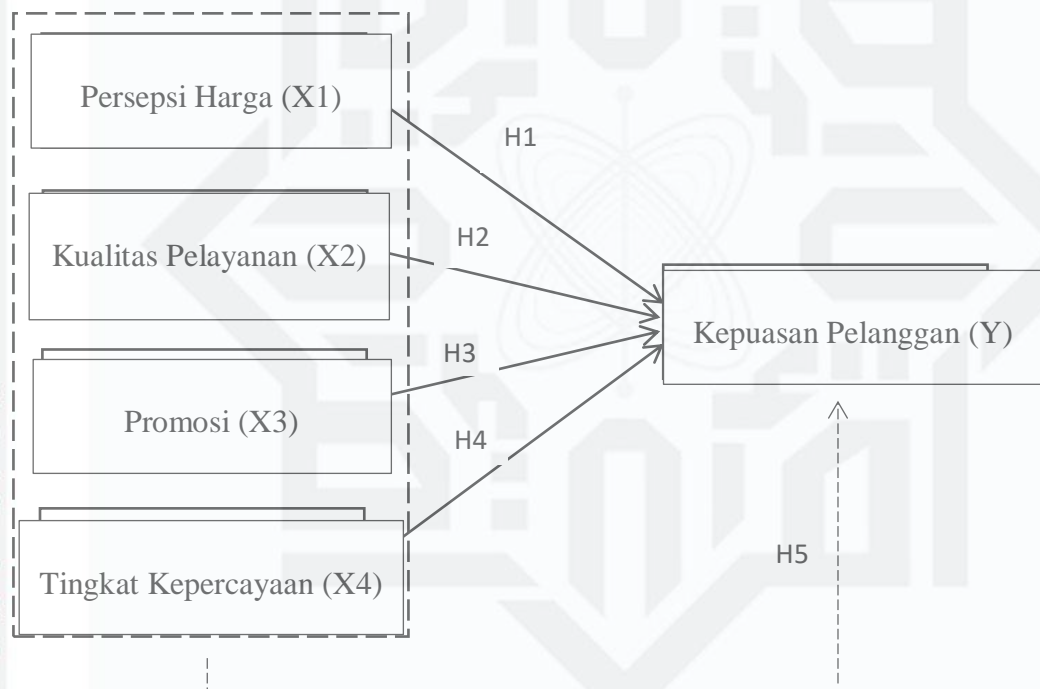 Persepsi Harga (X1)
H1
Kualitas Pelayanan (X2)
H2
Kepuasan Pelanggan (Y)
H3
Promosi (X3)
H4
Tingkat Kepercayaan (X4)
H5